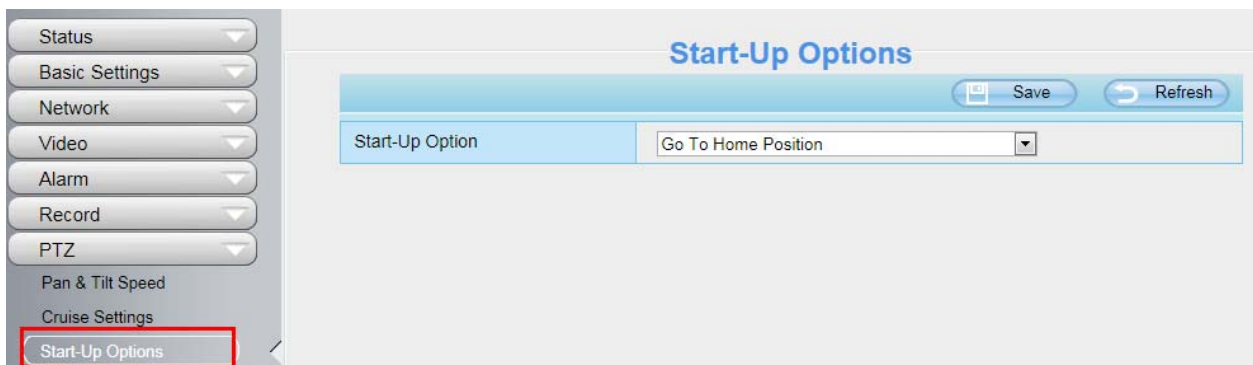 Status
Basic Settings
Network
Video
Alarm
Record
PTZ
Pan & Tilt Speed
Cruise Settings
Start-Up Options
Start-Up Options
Save
Refresh
Start-Up Option
Go To Home Position